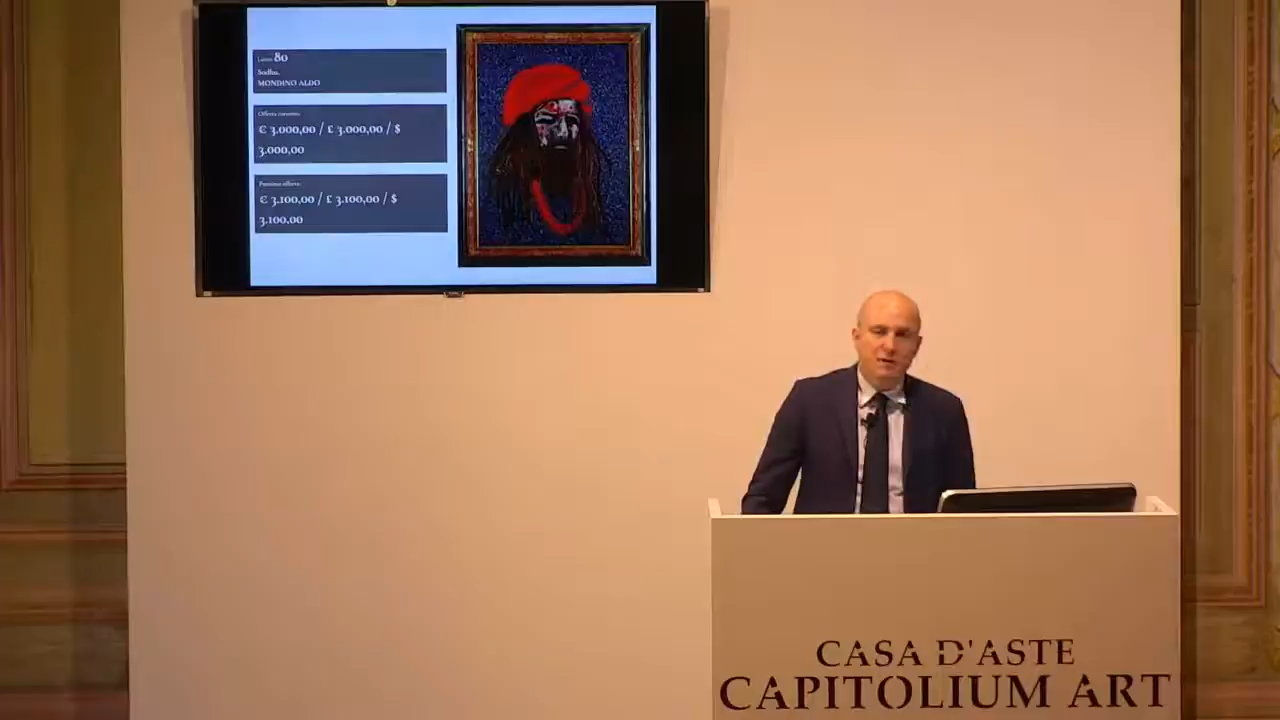 Lotto: 80
Sadhu.
MONDINO ALDO
Offerta corrente:
€ 3.000,00 / £ 3.000,00 / $
3.000,00
Prossima offerta:
€ 3.100,00 / £ 3.100,00 / $
3.100,00
CASA D'ASTE
CAPITOLIUM ART